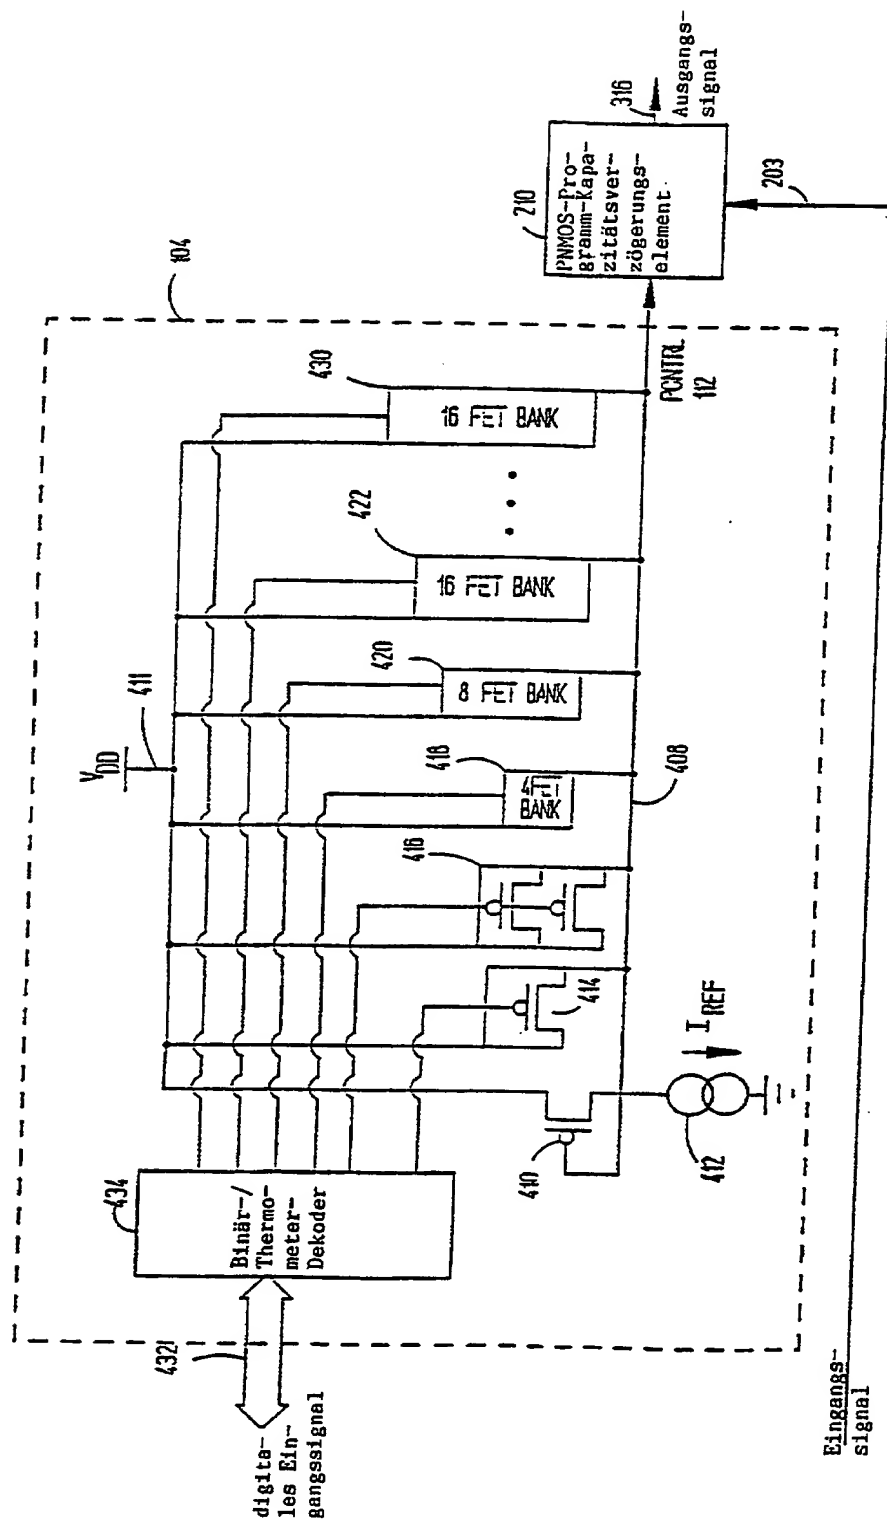 digita-
les Ein-
gangssignal
432
434
Binär-/
Thermo-
meter-
Dekoder
VDD
411
104
410
412
IREF
414
416
418
4 FET
BANK
420
8 FET BANK
422
16 FET BANK
430
16 FET BANK
408
PCNTRL
112
210
PNMOS-Pro-
gramm-Kapa-
zitätsver-
zögerungs-
element
316
Ausgangs-
signal
203
Eingangs-
signal